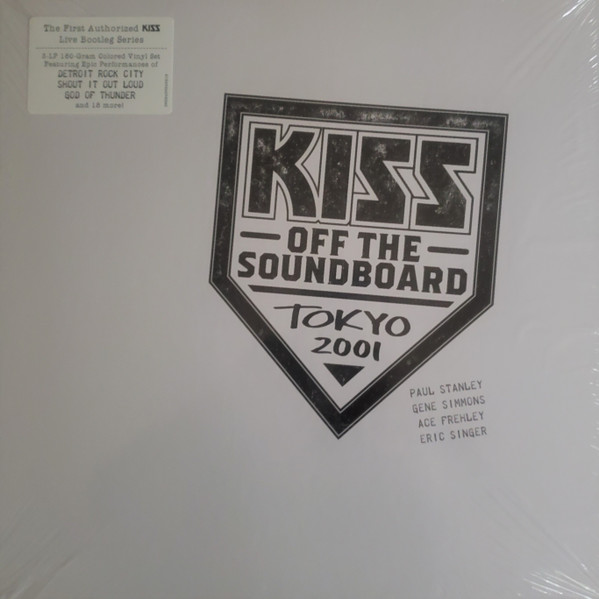 The First Authorized KISS
Live Bootleg Series
180-Gram Colored Vinyl Set
Featuring Epic Performances of
DETROIT ROCK CITY
SHOUT IT OUT LOUD
GOD OF THUNDER
and 18 more!
KISS
OFF THE
SOUNDBOARD
TOKYO
2001
PAUL STANLEY
GENE SIMMONS
ACE FREHLEY
ERIC SINGER